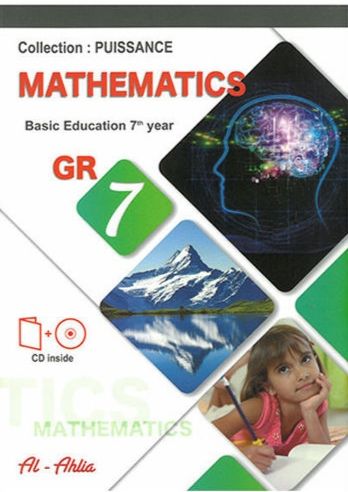 Collection : PUISSANCE
MATHEMATICS
Basic Education 7th year
GR
7
+
CD inside
TICS
MATHEMATICS
Al - Ahlia